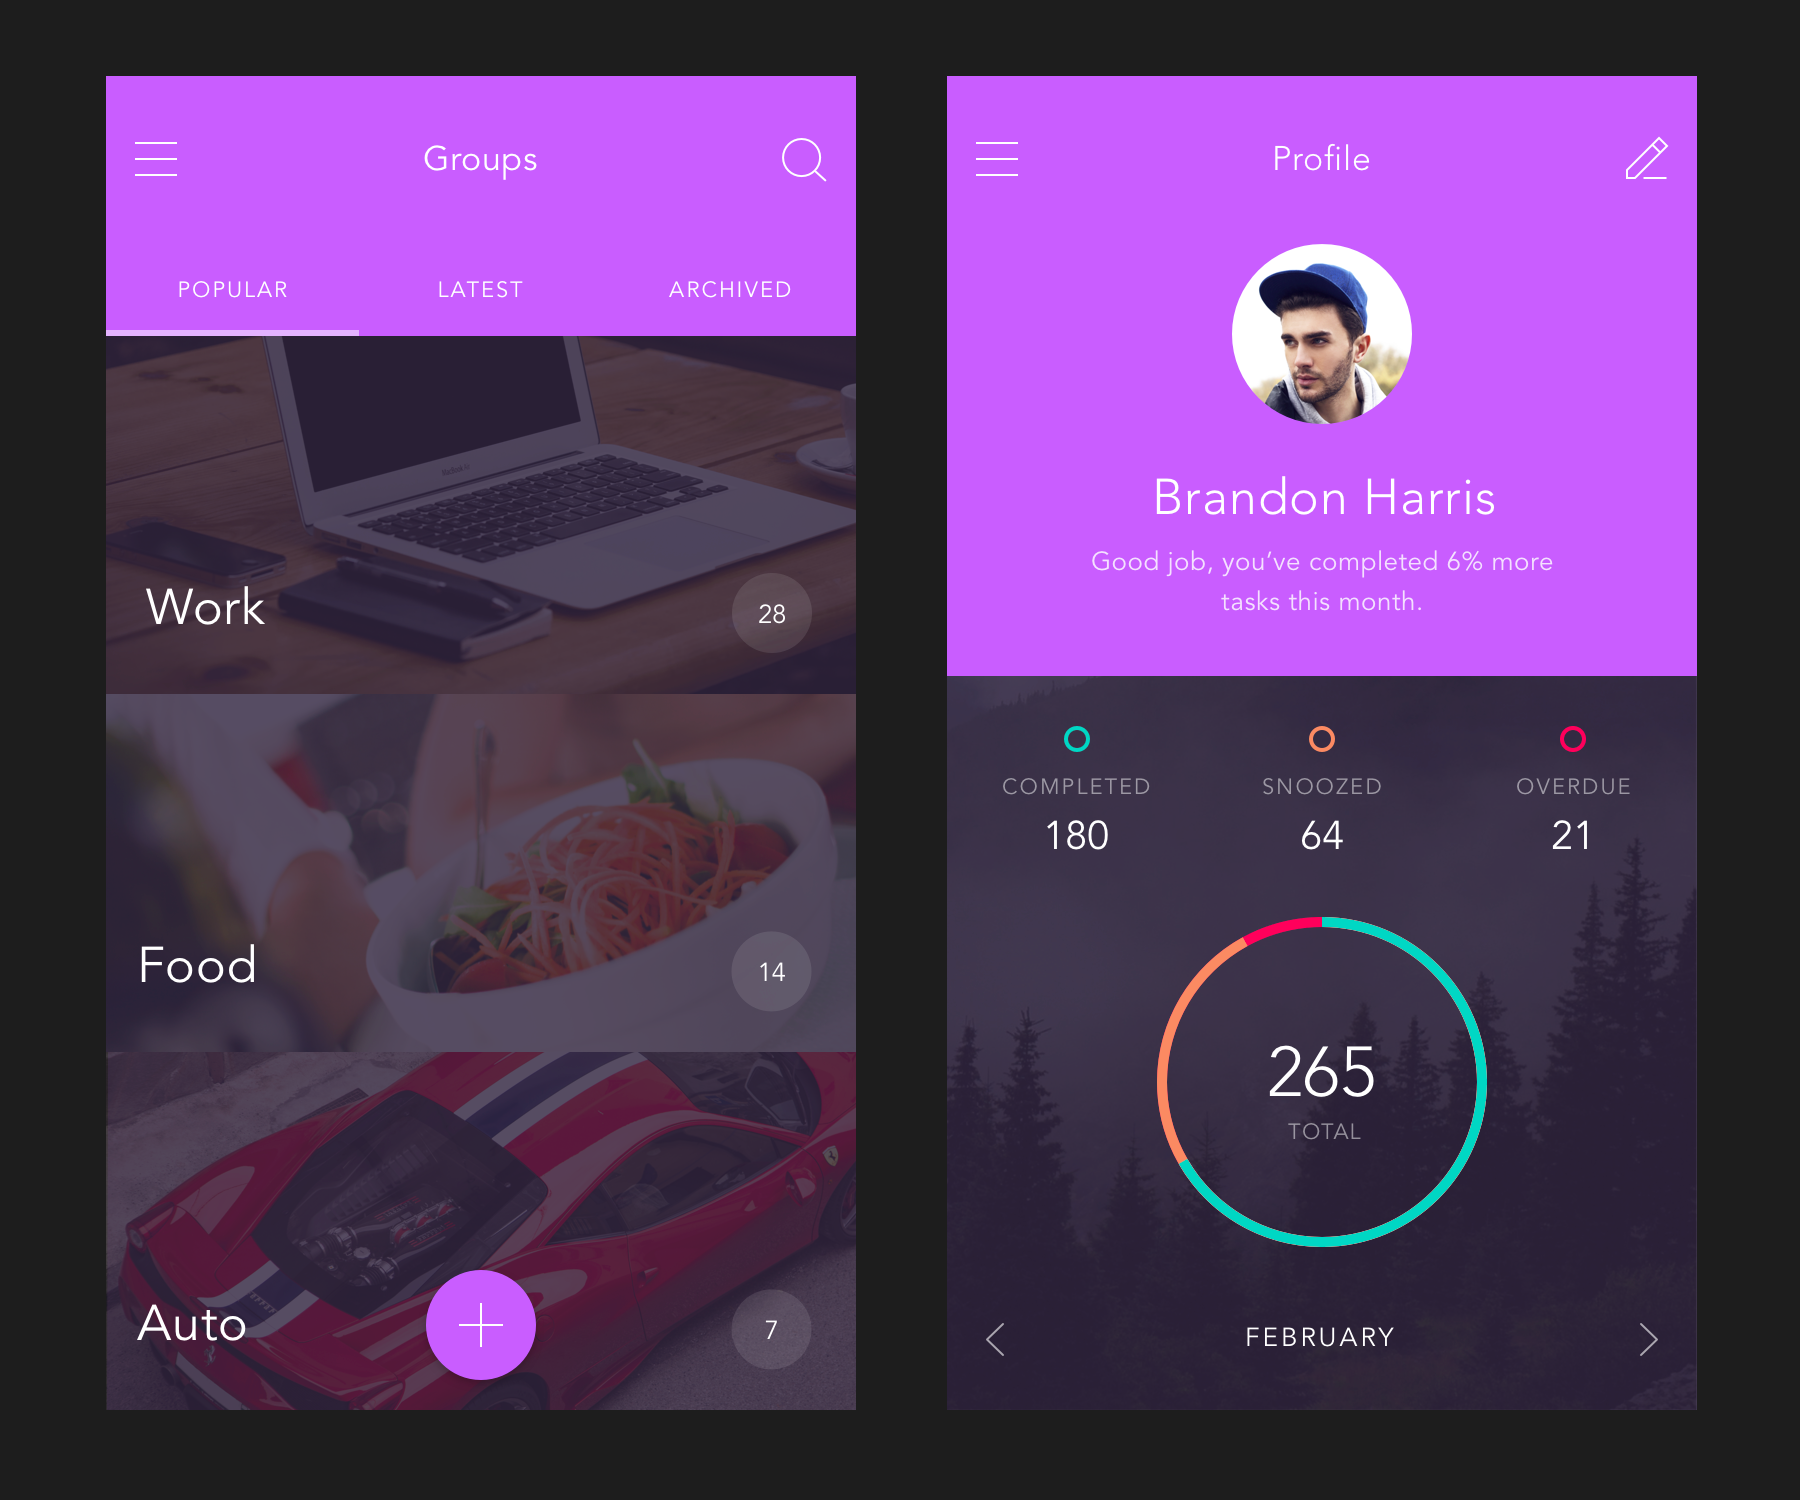 Groups
POPULAR
LATEST
ARCHIVED
Work
28
Food
14
Auto
7
Profile
Brandon Harris
Good job, you’ve completed 6% more
tasks this month.
COMPLETED
SNOOZED
OVERDUE
180
64
21
265
TOTAL
FEBRUARY